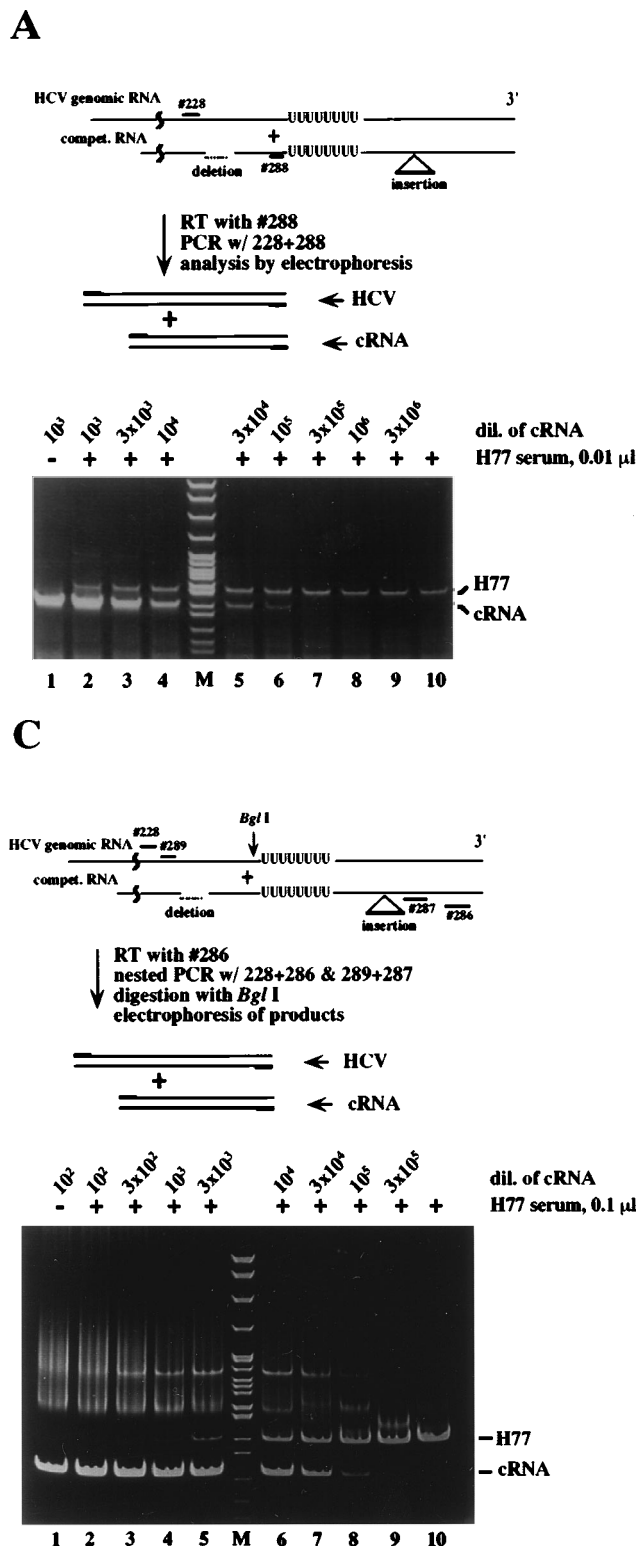 A
HCV genomic RNA
#228
UUUUUUUU
3'
+
compet. RNA
UUUUUUUU
deletion
#288
insertion
RT with #288
PCR w/ 228+288
analysis by electrophoresis
HCV
+
cRNA
10³ 10³ 3x10³ 10⁴ 3x10⁴ 10⁵ 3x10⁵ 10⁶ 3x10⁶ dil. of cRNA
- + + + + + + + + + H77 serum, 0.01 µl
H77
cRNA
1 2 3 4 M 5 6 7 8 9 10
C
Bgl I
#228
HCV genomic RNA
#289
UUUUUUUU
3'
+
compet. RNA
UUUUUUUU
deletion
insertion
#287
#286
RT with #286
nested PCR w/ 228+286 & 289+287
digestion with Bgl I
electrophoresis of products
HCV
+
cRNA
10² 10² 3x10² 10³ 3x10³ 10⁴ 3x10⁴ 10⁵ 3x10⁵ dil. of cRNA
- + + + + + + + + + H77 serum, 0.1 µl
H77
cRNA
1 2 3 4 5 M 6 7 8 9 10